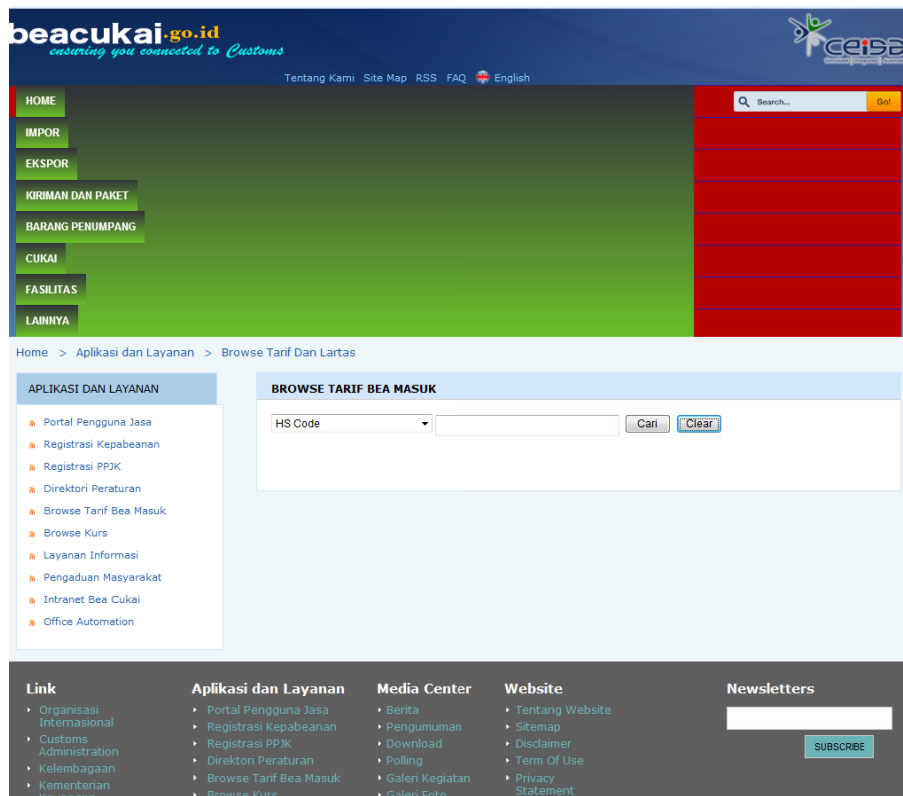 beacukai.go.id
ensuring you connected to Customs
CEISA
Tentang Kami Site Map RSS FAQ English
HOME
Search... Go!
IMPOR
EKSPOR
KIRIMAN DAN PAKET
BARANG PENUMPANG
CUKAI
FASILITAS
LAINNYA
Home > Aplikasi dan Layanan > Browse Tarif Dan Lartas
APLIKASI DAN LAYANAN
Portal Pengguna Jasa
Registrasi Kepabeanan
Registrasi PPJK
Direktori Peraturan
Browse Tarif Bea Masuk
Browse Kurs
Layanan Informasi
Pengaduan Masyarakat
Intranet Bea Cukai
Office Automation
BROWSE TARIF BEA MASUK
HS Code Cari Clear
Link
Organisasi
Internasional
Customs
Administration
Kelembagaan
Kementerian
Keuangan
Aplikasi dan Layanan
Portal Pengguna Jasa
Registrasi Kepabeanan
Registrasi PPJK
Direktori Peraturan
Browse Tarif Bea Masuk
Browse Kurs
Media Center
Berita
Pengumuman
Download
Polling
Galeri Kegiatan
Galeri Foto
Website
Tentang Website
Sitemap
Disclaimer
Term Of Use
Privacy
Statement
Newsletters
SUBSCRIBE